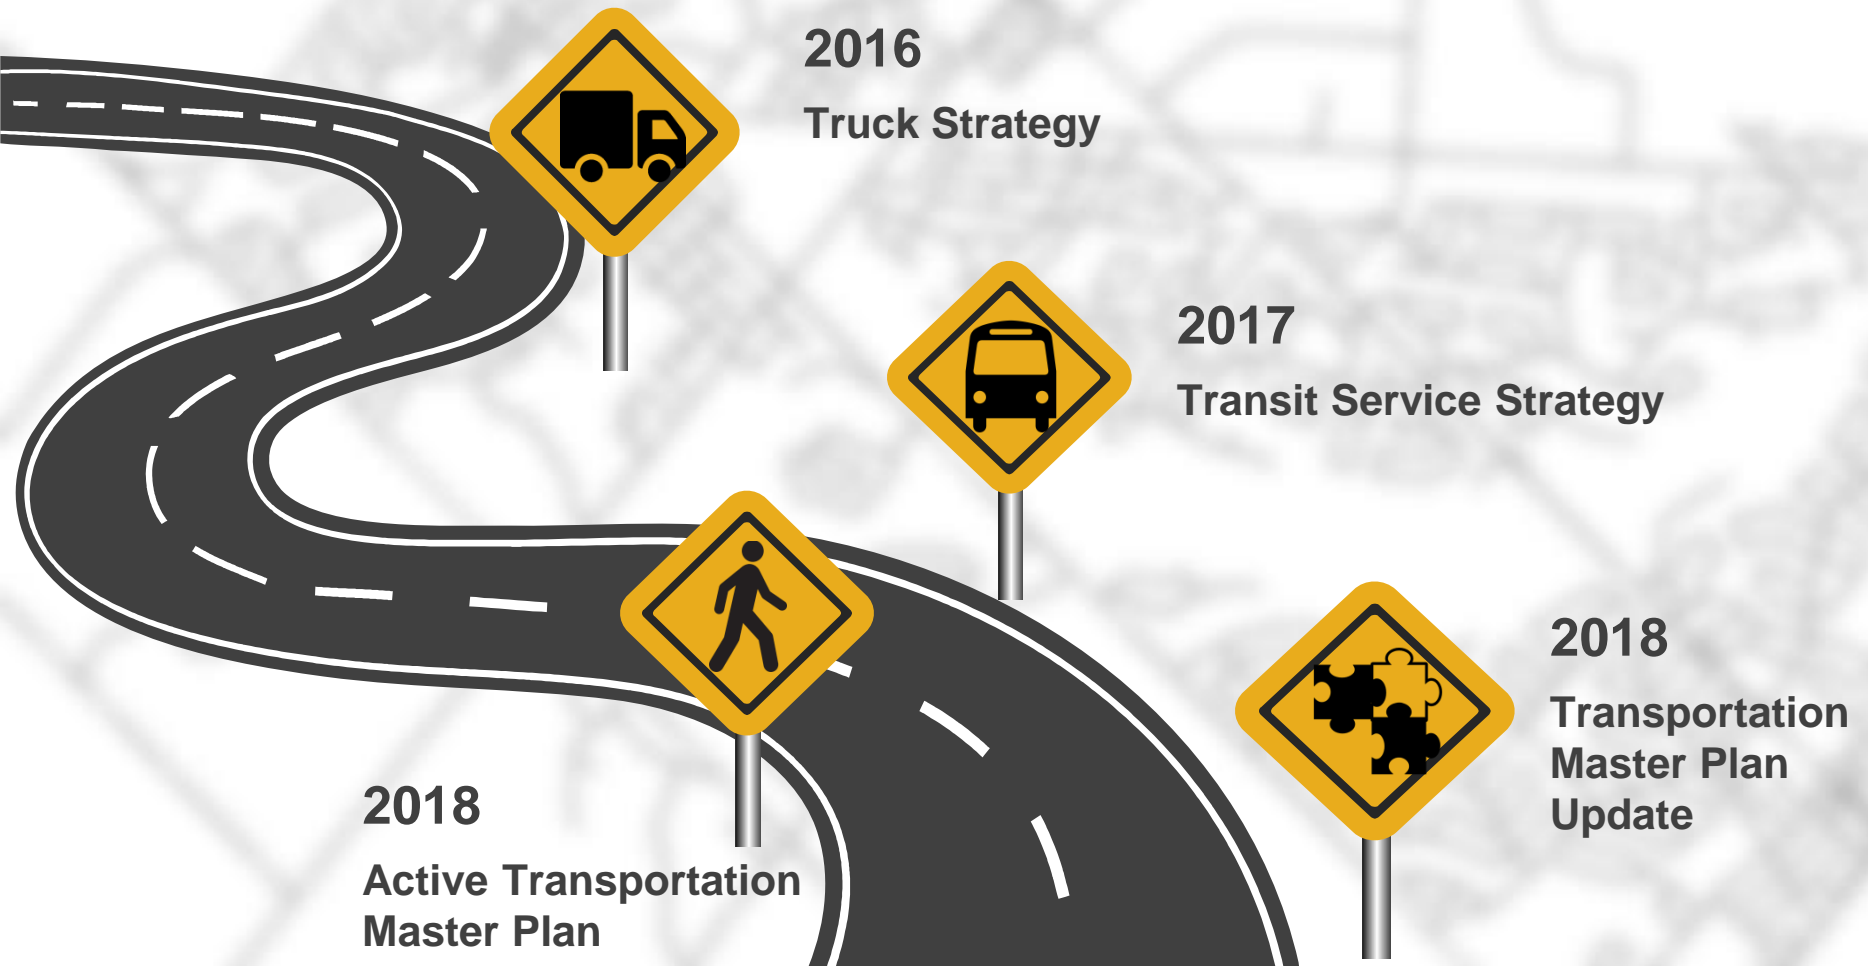 2016
Truck Strategy
2017
Transit Service Strategy
2018
Active Transportation
Master Plan
2018
Transportation
Master Plan
Update